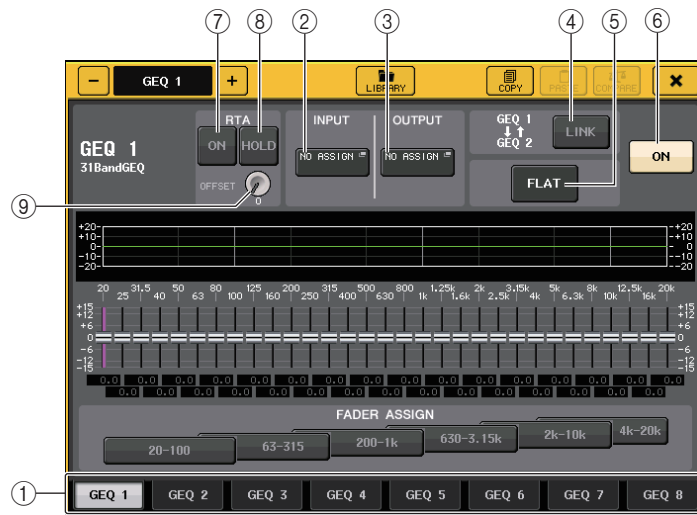 ⑦ ⑧ ② ③ ④ ⑤ ⑥
− GEQ 1 + LIBRARY COPY PASTE COMPARE ×
RTA INPUT OUTPUT GEQ 1
GEQ 1 ON HOLD NO ASSIGN NO ASSIGN ↓↑ LINK ON
31BandGEQ GEQ 2
OFFSET FLAT
⑨ 0
+20 +20
+10 +10
0 0
-10 -10
-20 -20
20 31.5 50 80 125 200 315 500 800 1.25k 2k 3.15k 5k 8k 12.5k 20k
25 40 63 100 160 250 400 630 1k 1.6k 2.5k 4k 6.3k 10k 16k
+15 +15
+12 +12
+6 +6
0 0
-6 -6
-12 -12
-15 -15
0.0 0.0 0.0 0.0 0.0 0.0 0.0 0.0 0.0 0.0 0.0 0.0 0.0 0.0 0.0 0.0
0.0 0.0 0.0 0.0 0.0 0.0 0.0 0.0 0.0 0.0 0.0 0.0 0.0 0.0 0.0
FADER ASSIGN
20-100 63-315 200-1k 630-3.15k 2k-10k 4k-20k
① GEQ 1 GEQ 2 GEQ 3 GEQ 4 GEQ 5 GEQ 6 GEQ 7 GEQ 8